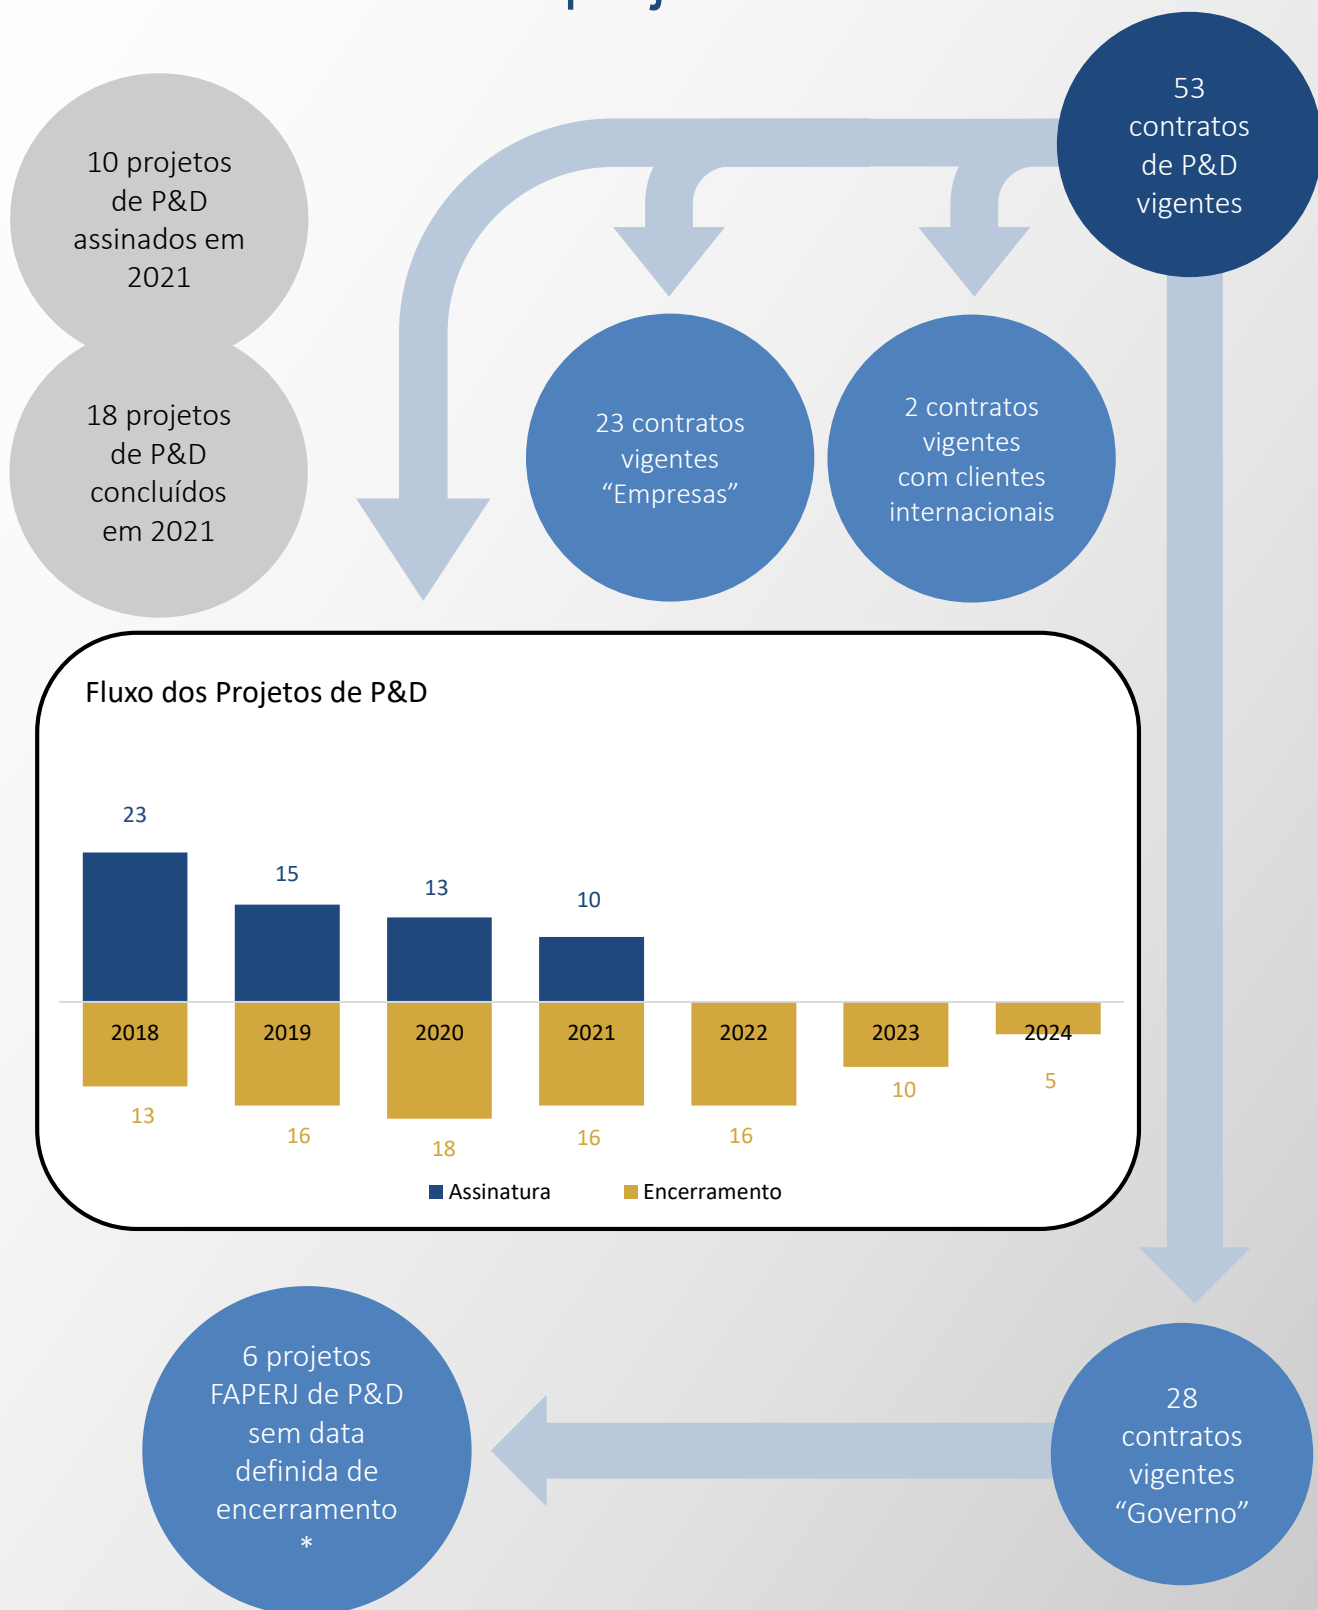 10 projetos
de P&D
assinados em
2021
18 projetos
de P&D
concluídos
em 2021
53
contratos
de P&D
vigentes
23 contratos
vigentes
“Empresas”
2 contratos
vigentes
com clientes
internacionais
Fluxo dos Projetos de P&D
23
15
13
10
2018
2019
2020
2021
2022
2023
2024
13
16
18
16
16
10
5
Assinatura
Encerramento
6 projetos
FAPERJ de P&D
sem data
definida de
encerramento
*
28
contratos
vigentes
“Governo”